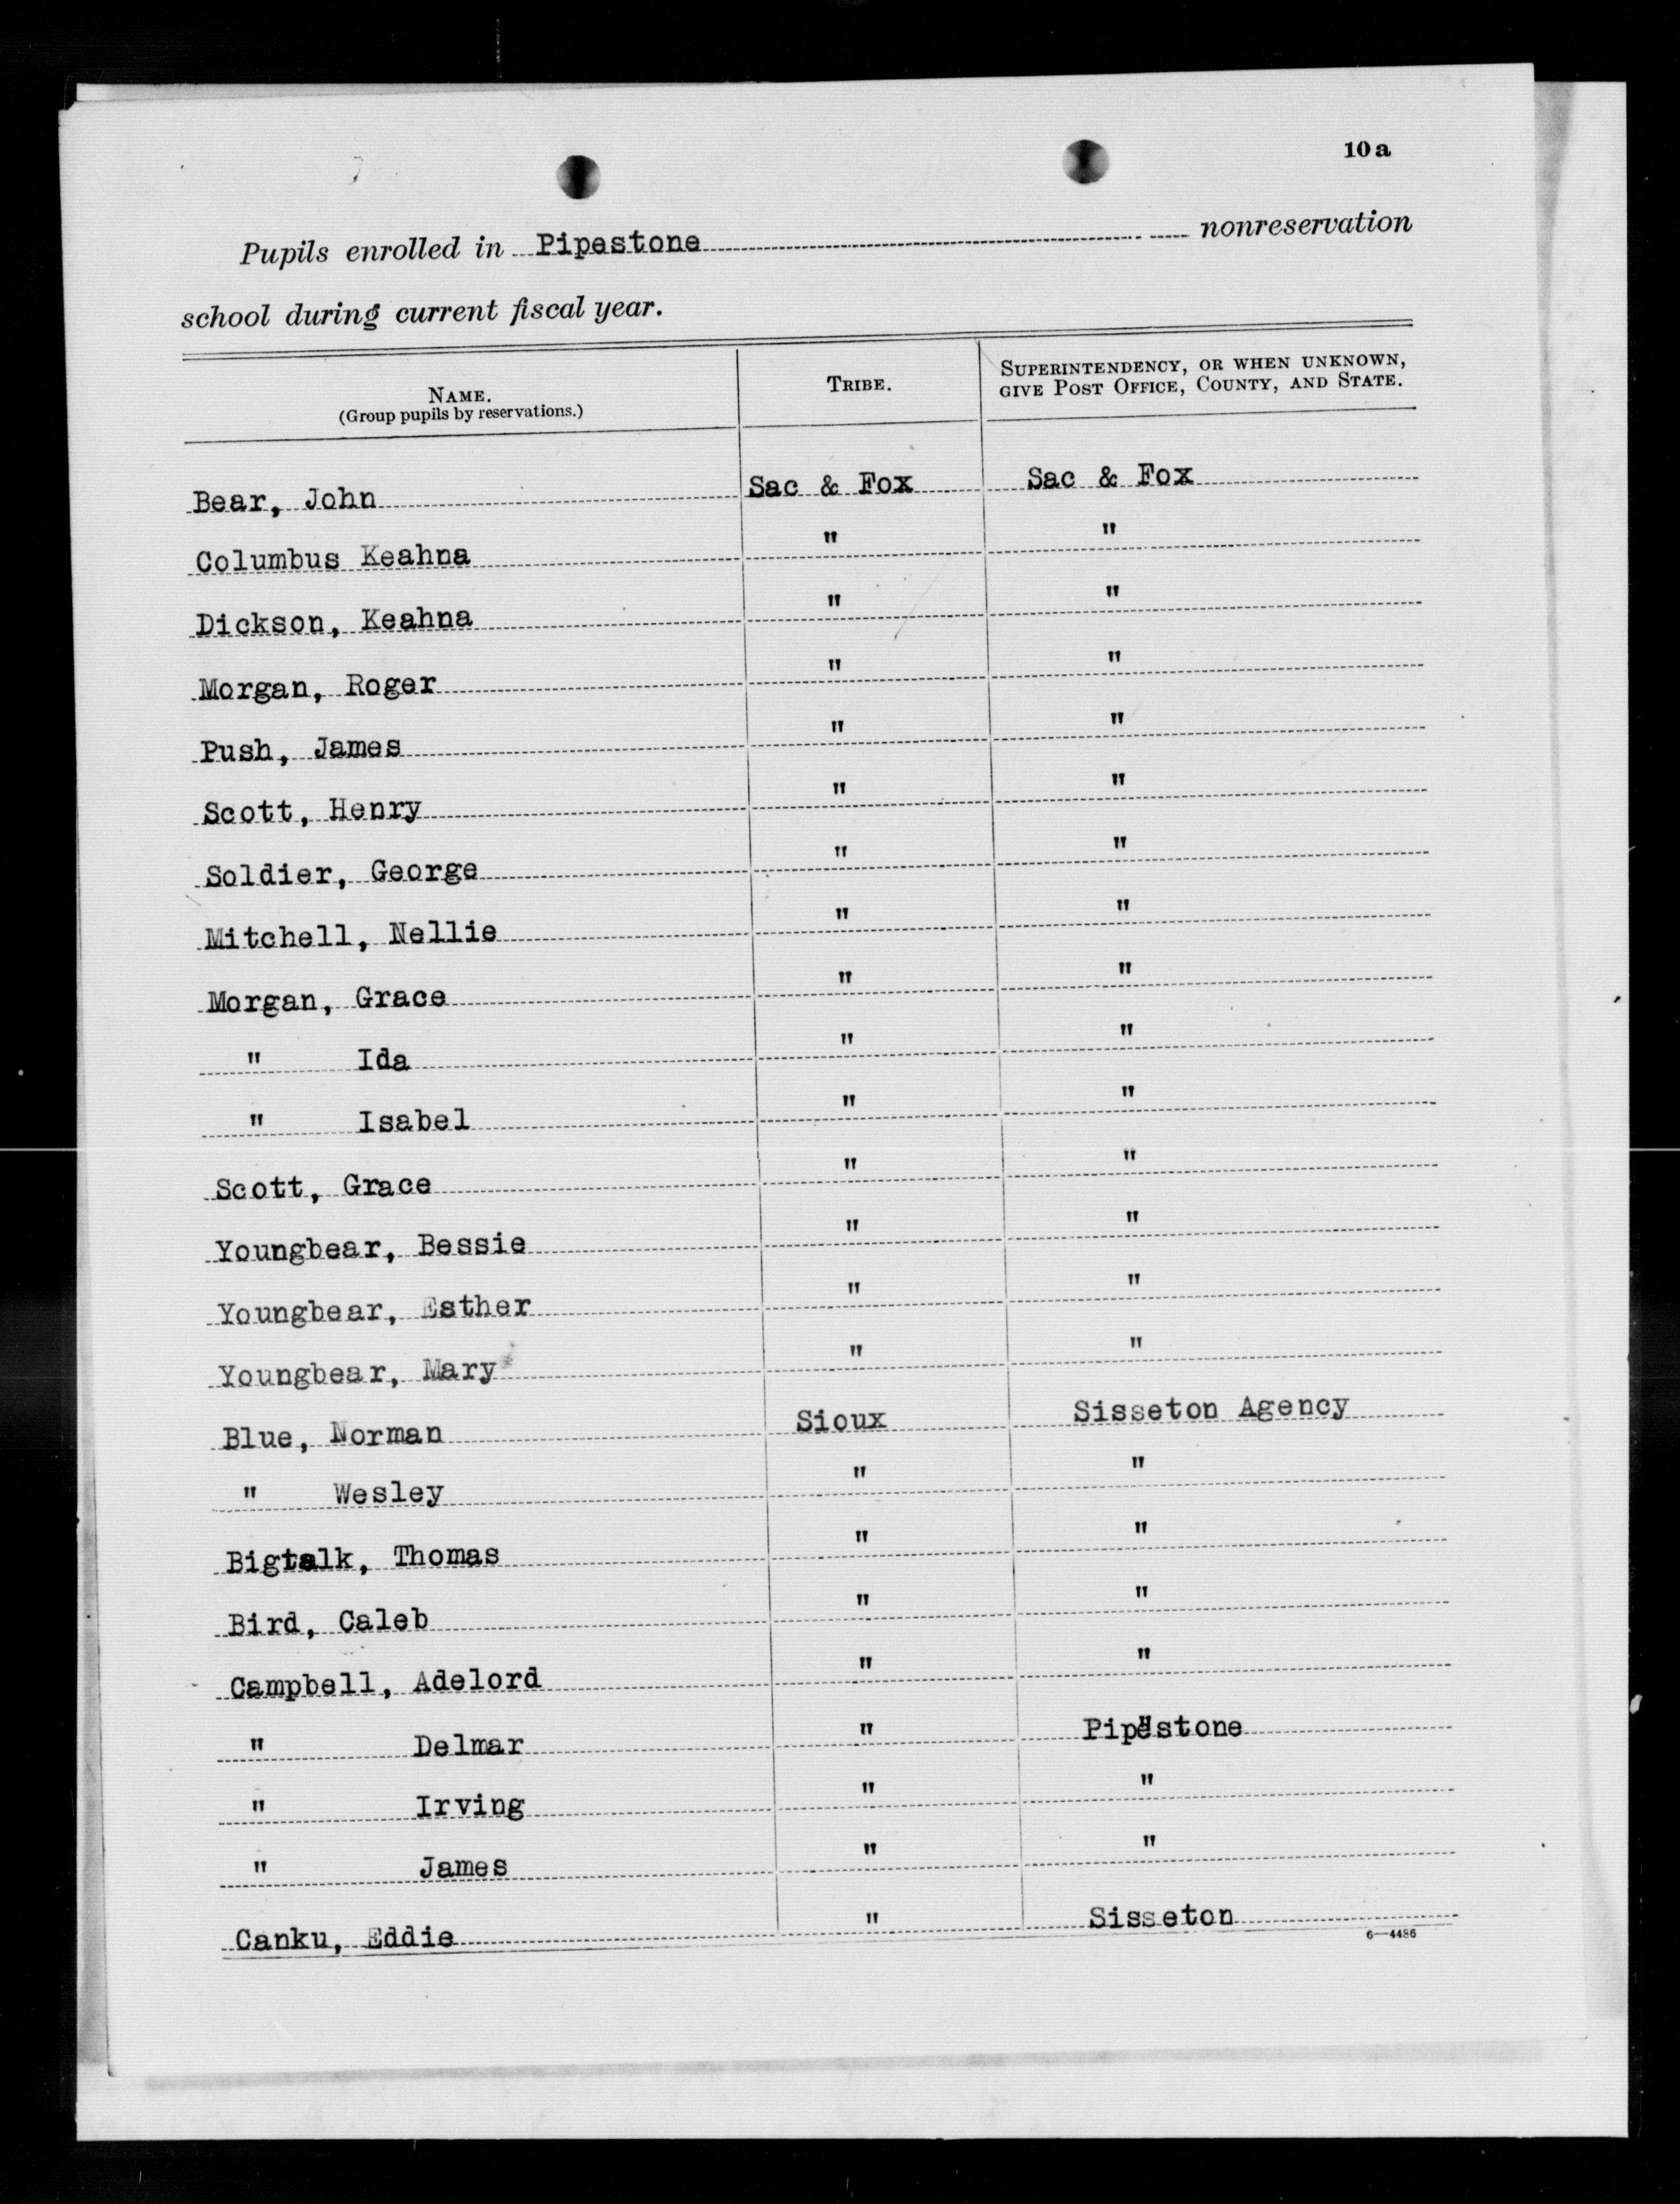 10a
Pupils enrolled in Pipestone nonreservation
school during current fiscal year.
NAME. TRIBE. SUPERINTENDENCY, OR WHEN UNKNOWN,
(Group pupils by reservations.) GIVE POST OFFICE, COUNTY, AND STATE.
Bear, John Sac & Fox Sac & Fox
Columbus Keahna " "
Dickson, Keahna " "
Morgan, Roger " "
Push, James " "
Scott, Henry " "
Soldier, George " "
Mitchell, Nellie " "
Morgan, Grace " "
" Ida " "
" Isabel " "
Scott, Grace " "
Youngbear, Bessie " "
Youngbear, Esther " "
Youngbear, Mary " "
Blue, Norman Sioux Sisseton Agency
" Wesley " "
Bigtalk, Thomas " "
Bird, Caleb " "
Campbell, Adelord " "
" Delmar " Pipestone
" Irving " "
" James " "
Canku, Eddie " Sisseton
6—4486